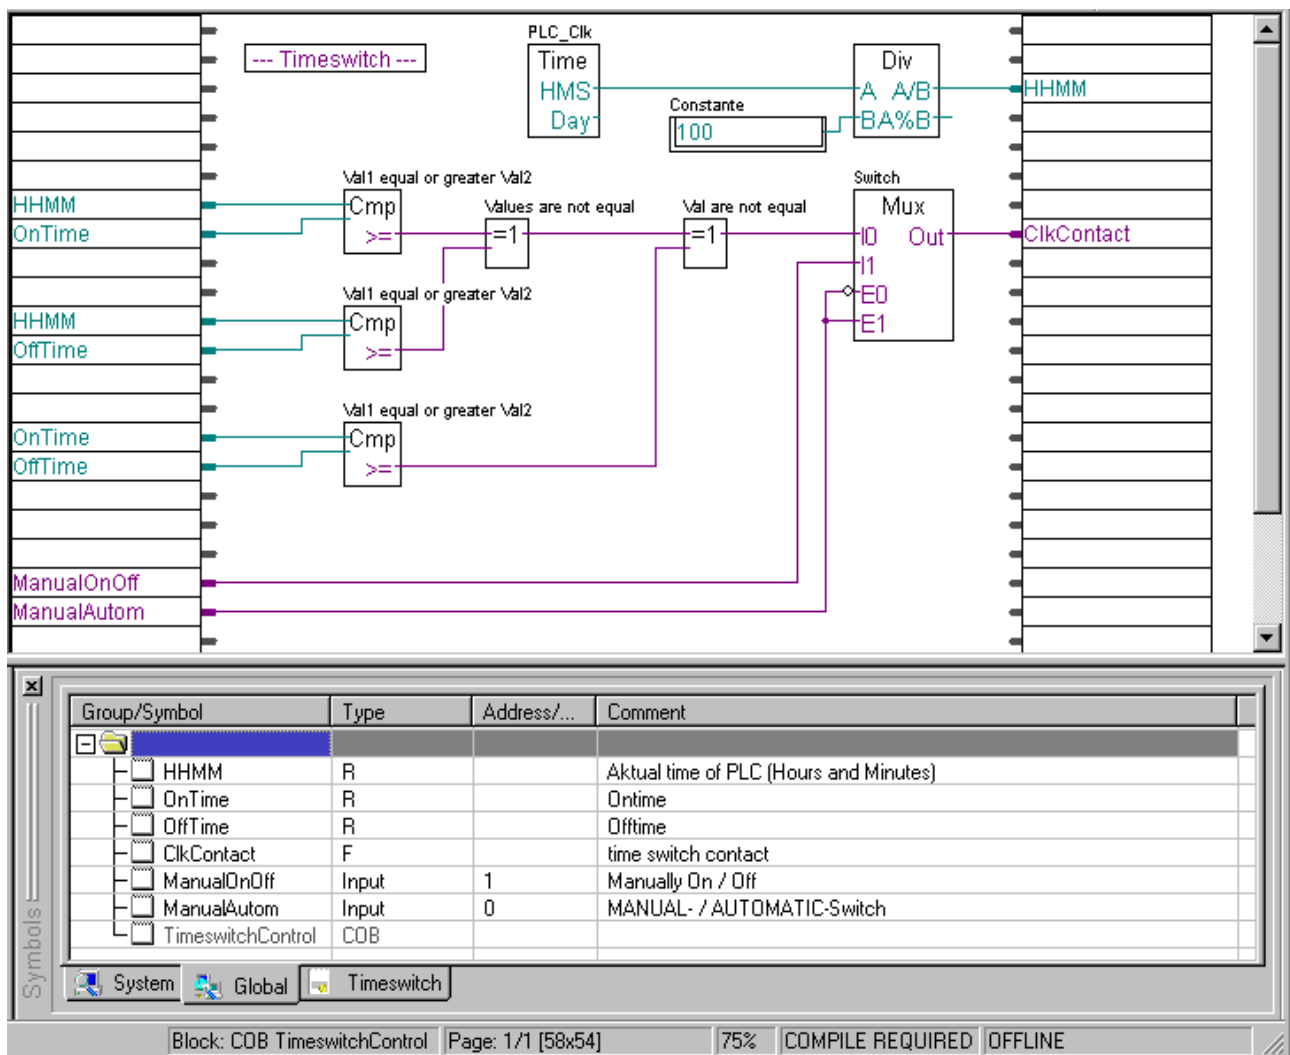 PLC_Clk
--- Timeswitch ---
Time
HMS
Day
Constante
100
Div
A A/B
BA%B
HHMM
Val1 equal or greater Val2
HHMM
OnTime
Cmp
>=
Values are not equal
=1
Val are not equal
=1
Switch
Mux
I0 Out
I1
E0
E1
ClkContact
Val1 equal or greater Val2
HHMM
OffTime
Cmp
>=
Val1 equal or greater Val2
OnTime
OffTime
Cmp
>=
ManualOnOff
ManualAutom
Symbols
Group/Symbol Type Address/... Comment
HHMM R Aktual time of PLC (Hours and Minutes)
OnTime R Ontime
OffTime R Offtime
ClkContact F time switch contact
ManualOnOff Input 1 Manually On / Off
ManualAutom Input 0 MANUAL- / AUTOMATIC-Switch
TimeswitchControl COB
System Global Timeswitch
Block: COB TimeswitchControl Page: 1/1 [58x54] 75% COMPILE REQUIRED OFFLINE